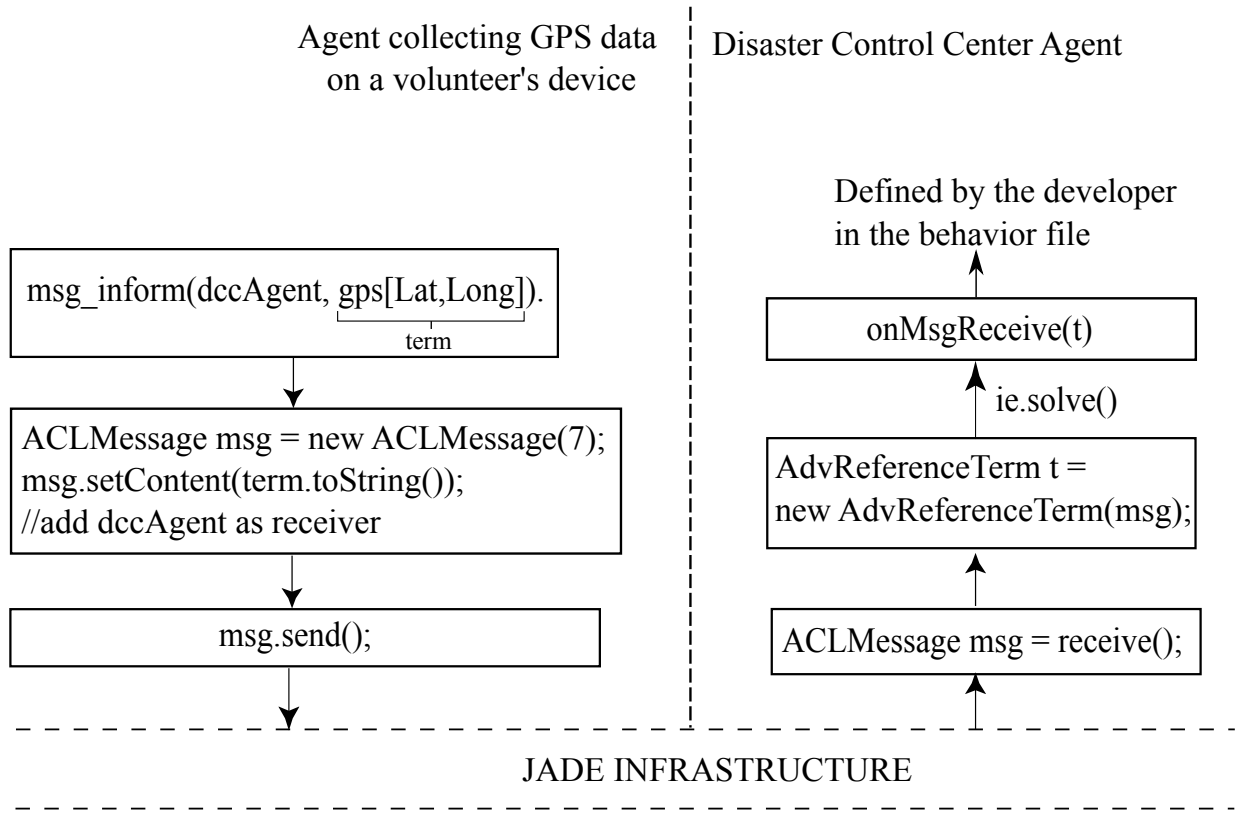 Agent collecting GPS data
on a volunteer's device
msg_inform(dccAgent, gps[Lat,Long]).
term
ACLMessage msg = new ACLMessage(7);
msg.setContent(term.toString());
//add dccAgent as receiver
msg.send();
Disaster Control Center Agent
Defined by the developer
in the behavior file
onMsgReceive(t)
ie.solve()
AdvReferenceTerm t =
new AdvReferenceTerm(msg);
ACLMessage msg = receive();
JADE INFRASTRUCTURE